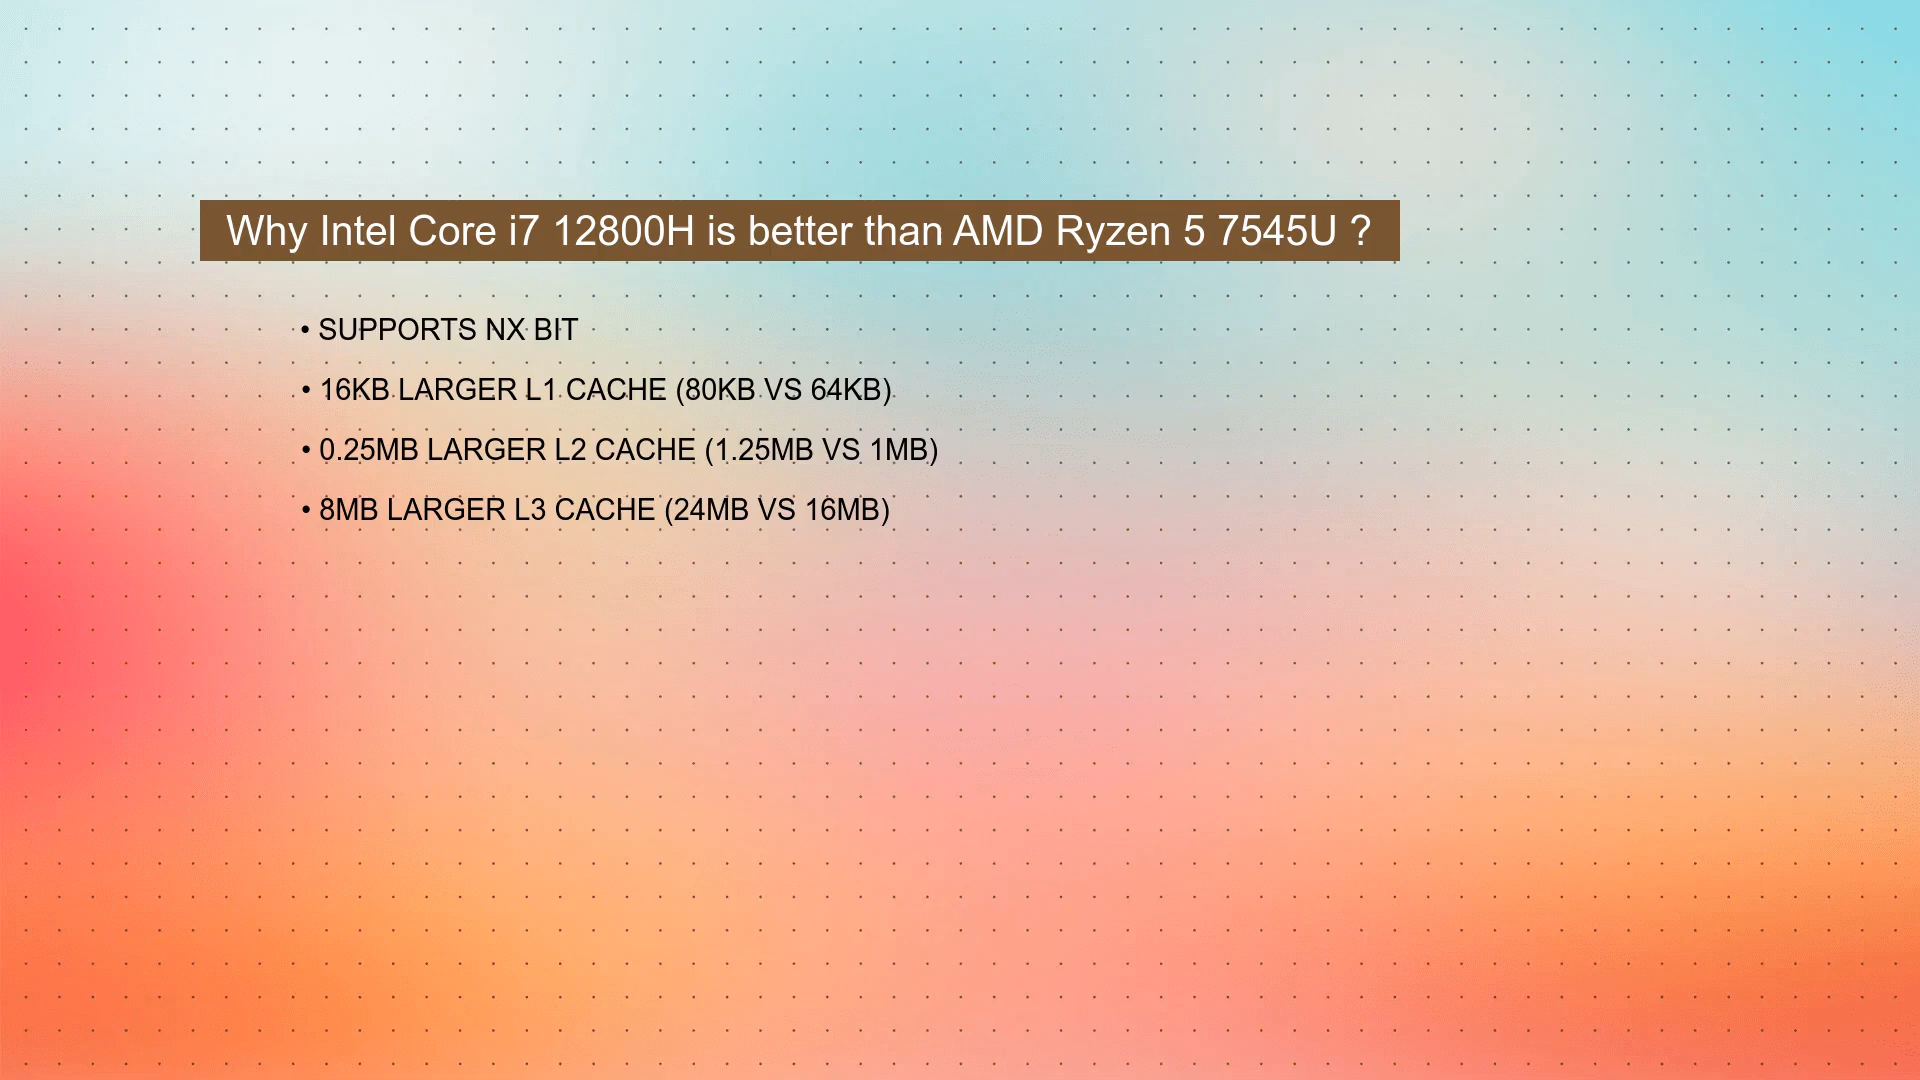 Why Intel Core i7 12800H is better than AMD Ryzen 5 7545U ?
• SUPPORTS NX BIT
• 16KB LARGER L1 CACHE (80KB VS 64KB)
• 0.25MB LARGER L2 CACHE (1.25MB VS 1MB)
• 8MB LARGER L3 CACHE (24MB VS 16MB)